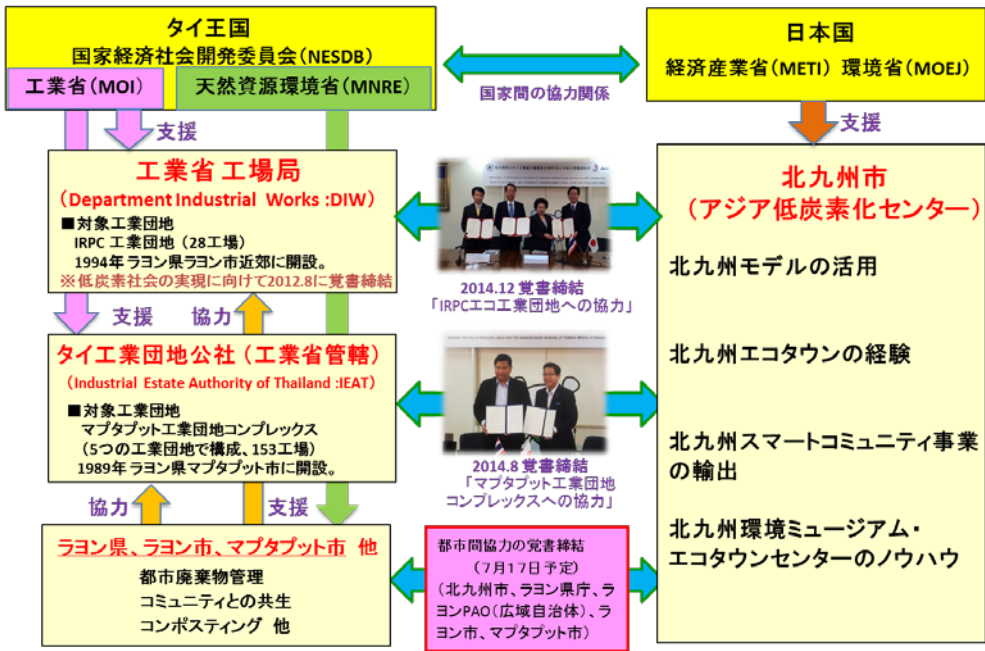 タイ王国
国家経済社会開発委員会(NESDB)
工業省(MOI)
天然資源環境省(MNRE)
国家間の協力関係
日本国
経済産業省(METI) 環境省(MOEJ)
支援
支援
工業省 工場局
(Department Industrial Works :DIW)
■対象工業団地
IRPC 工業団地 (28工場)
1994年 ラヨン県ラヨン市近郊に開設。
※低炭素社会の実現に向けて2012.8に覚書締結
2014.12 覚書締結
「IRPCエコ工業団地への協力」
北九州市
(アジア低炭素化センター)
北九州モデルの活用
北九州エコタウンの経験
北九州スマートコミュニティ事業
の輸出
北九州環境ミュージアム・
エコタウンセンターのノウハウ
支援
協力
タイ工業団地公社(工業省管轄)
(Industrial Estate Authority of Thailand :IEAT)
■対象工業団地
マプタプット工業団地コンプレックス
(5つの工業団地で構成、153工場)
1989年 ラヨン県マプタプット市に開設。
2014.8 覚書締結
「マプタプット工業団地
コンプレックスへの協力」
協力
支援
ラヨン県、ラヨン市、マプタプット市 他
都市廃棄物管理
コミュニティとの共生
コンポスティング 他
都市間協力の覚書締結
(7月17日予定)
(北九州市、ラヨン県庁、ラ
ヨンPAO(広域自治体)、ラ
ヨン市、マプタプット市)